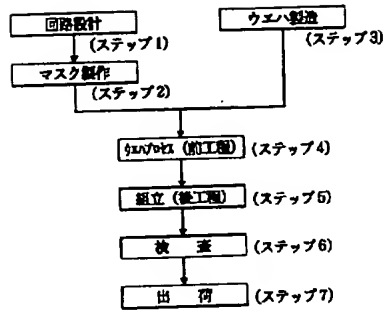 回路設計
(ステップ1)
マスク製作
(ステップ2)
ウエハ製造
(ステップ3)
ウエハプロセス (前工程) (ステップ4)
組立 (後工程) (ステップ5)
検 査 (ステップ6)
出 荷 (ステップ7)